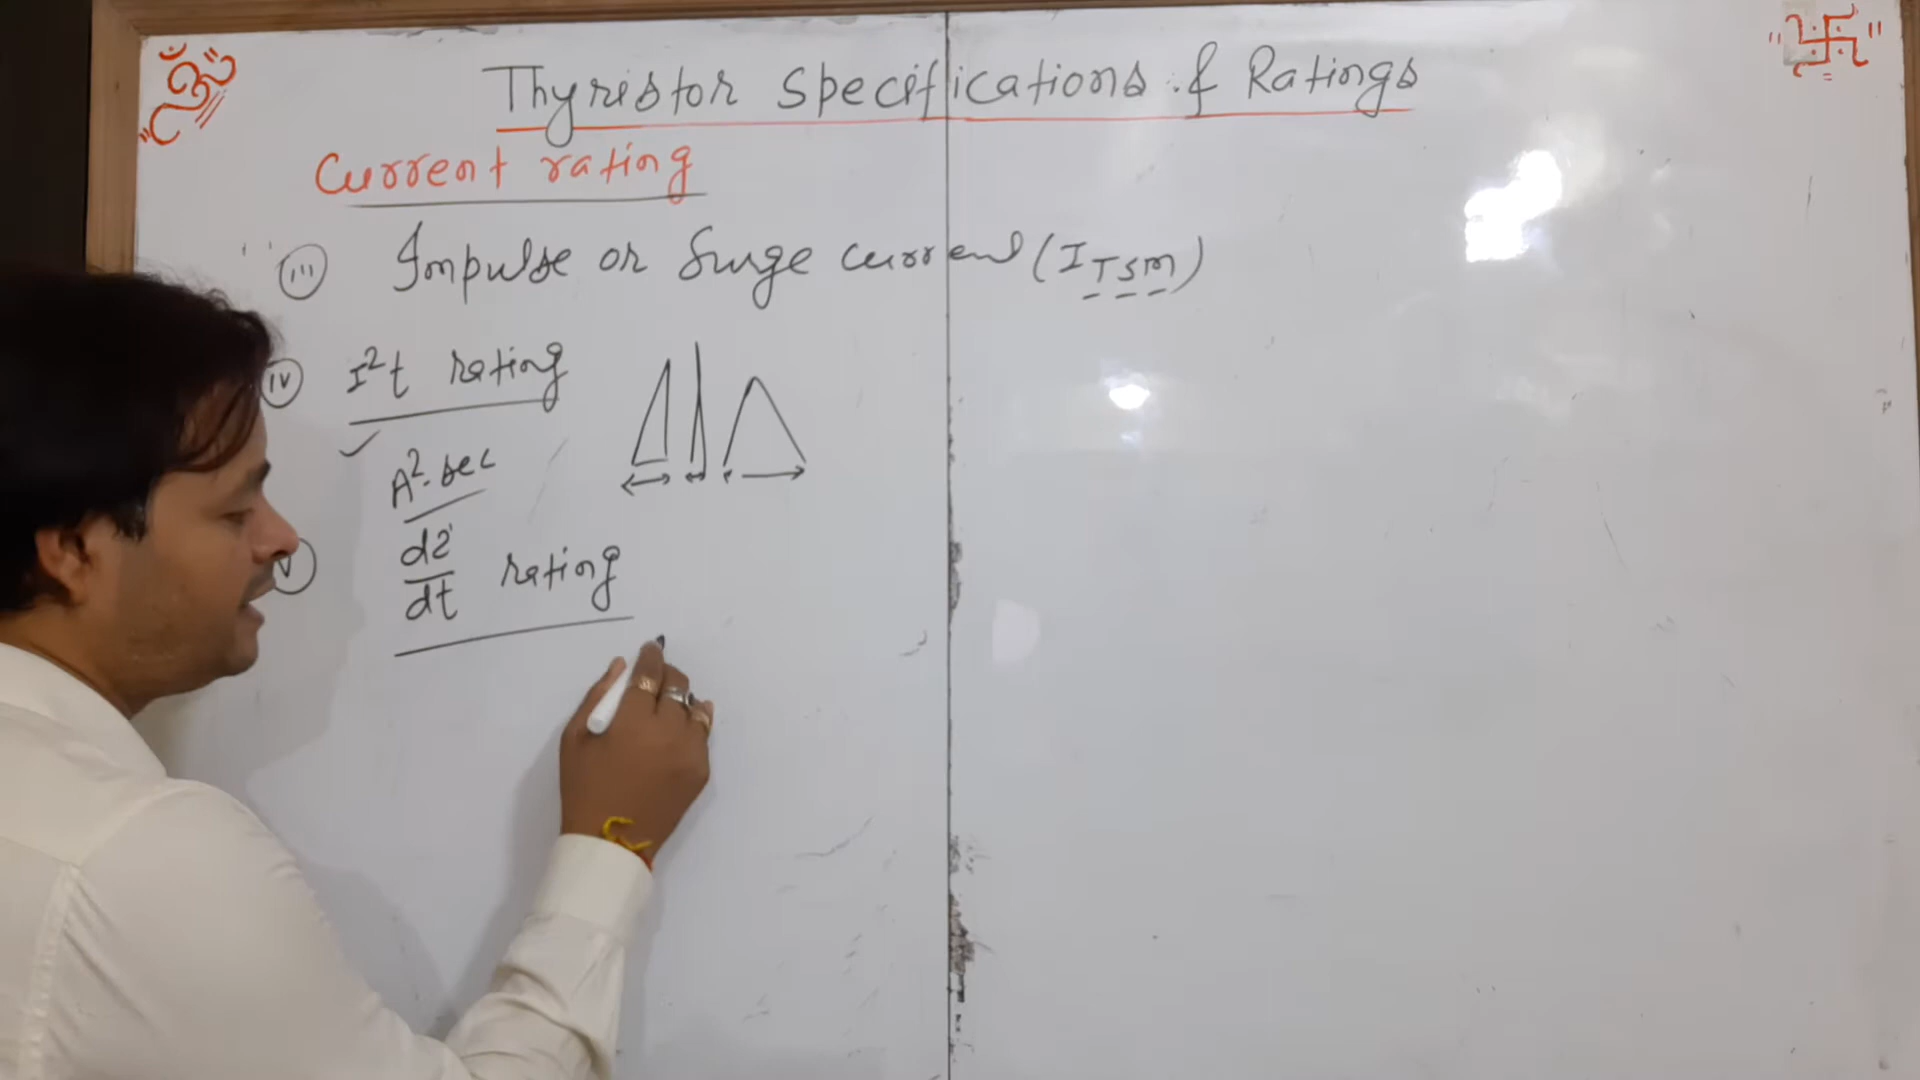 ॐ
Thyristor Specifications & Ratings
Current rating
(iii) Impulse or Surge current (I_TSM)
(iv) I²t rating
A²-sec
(v) di/dt rating